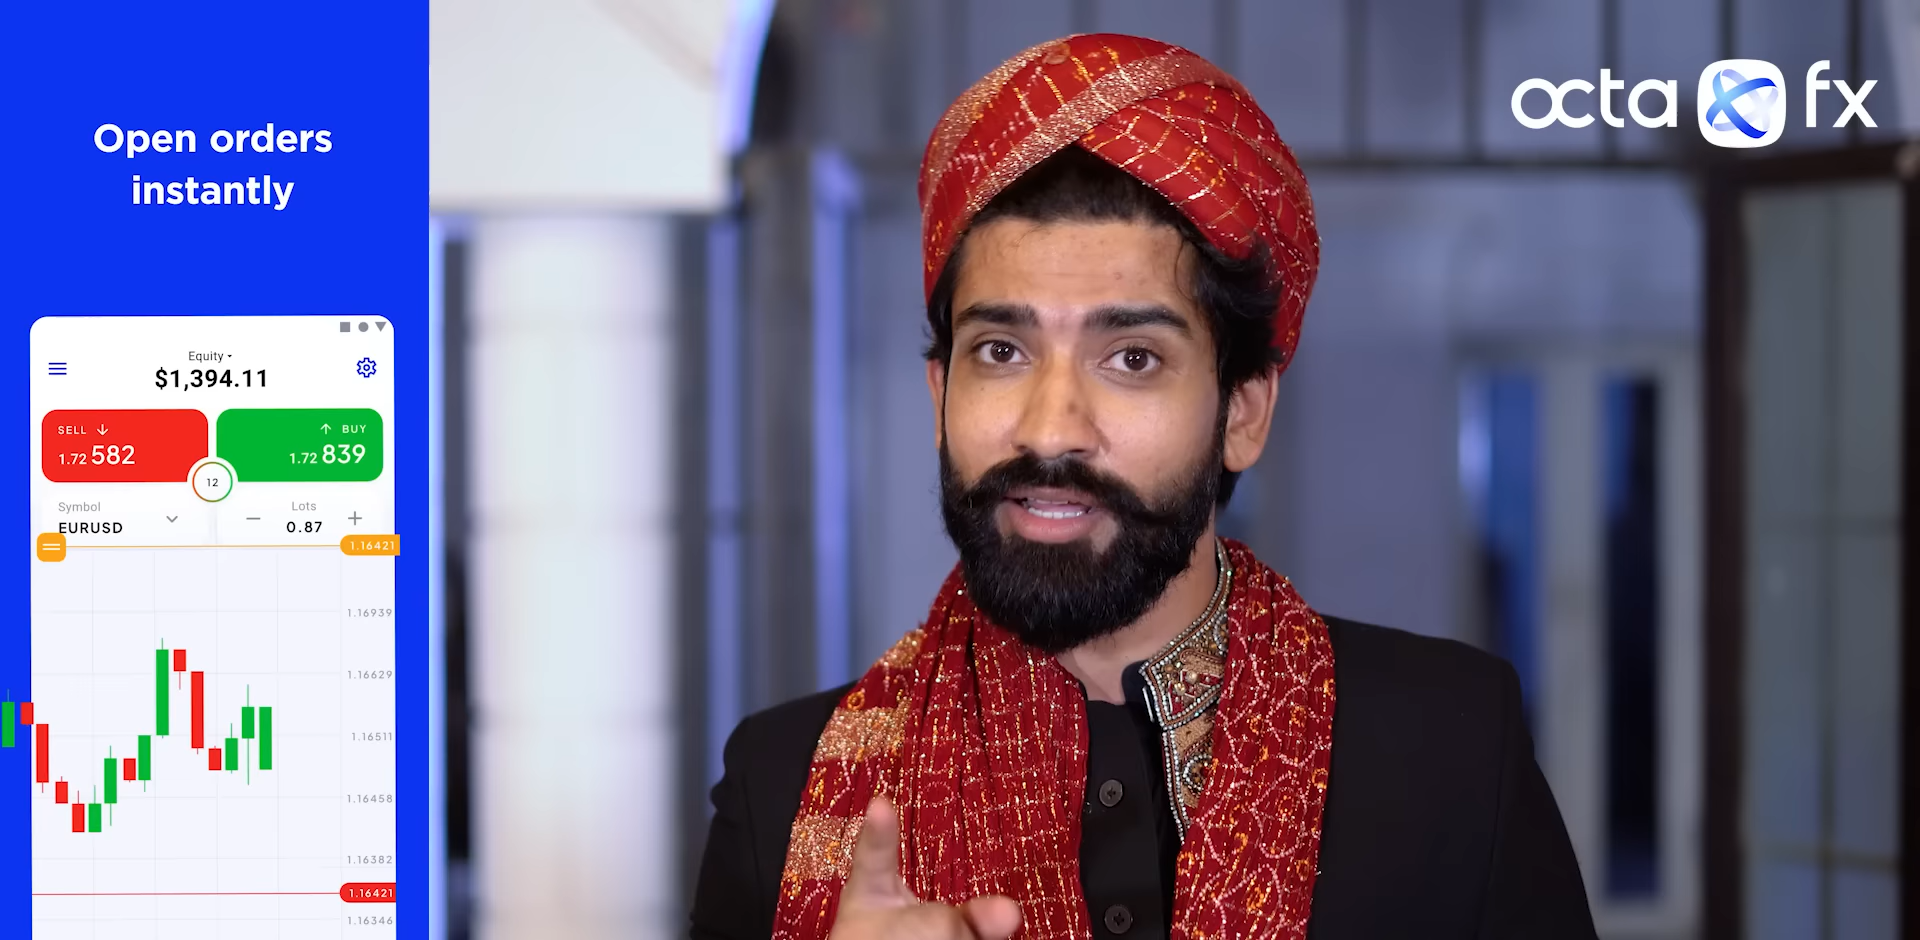 Open orders
instantly
Equity
$1,394.11
SELL
1.72 582
BUY
1.72 839
12
Symbol
EURUSD
Lots
0.87
1.16421
1.16939
1.16629
1.16511
1.16458
1.16382
1.16421
1.16346
octa fx